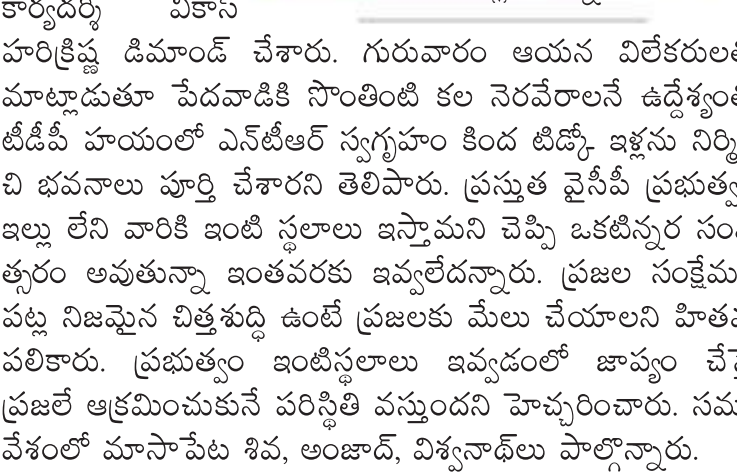 కార్యదర్శి వికాస్
హరిక్రిష్ణ డిమాండ్ చేశారు. గురువారం ఆయన విలేకరులత
మాట్లాడుతూ పేదవాడికి సొంతింటి కల నెరవేరాలనే ఉద్దేశ్యంత
టీడీపీ హయంలో ఎన్‌టీఆర్ స్వగృహం కింద టిడ్కో ఇళ్లను నిర్మి
చి భవనాలు పూర్తి చేశారని తెలిపారు. ప్రస్తుత వైసీపీ ప్రభుత్వ
ఇల్లు లేని వారికి ఇంటి స్థలాలు ఇస్తామని చెప్పి ఒకటిన్నర సం
త్సరం అవుతున్నా ఇంతవరకు ఇవ్వలేదన్నారు. ప్రజల సంక్షేమ
పట్ల నిజమైన చిత్తశుద్ధి ఉంటే ప్రజలకు మేలు చేయాలని హిత
పలికారు. ప్రభుత్వం ఇంటిస్థలాలు ఇవ్వడంలో జాప్యం చే
ప్రజలే ఆక్రమించుకునే పరిస్థితి వస్తుందని హెచ్చరించారు. సమ
వేశంలో మాసాపేట శివ, అంజాద్, విశ్వనాథ్‌లు పాల్గొన్నారు.